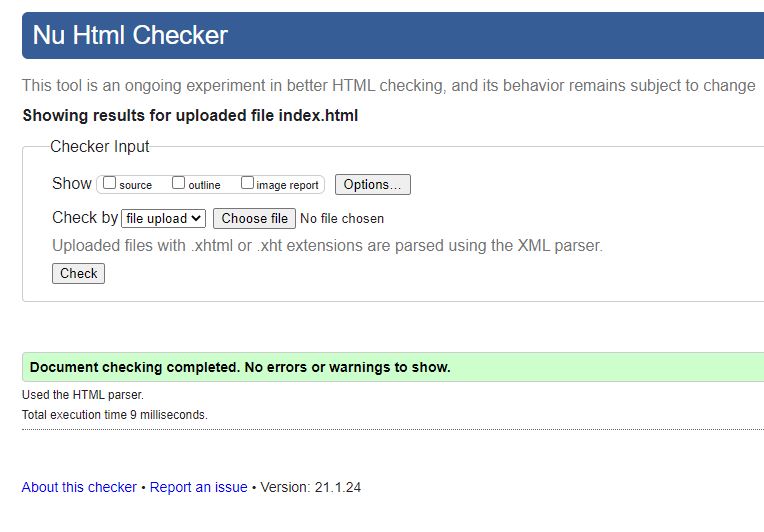 Nu Html Checker
This tool is an ongoing experiment in better HTML checking, and its behavior remains subject to change
Showing results for uploaded file index.html
Checker Input
Show source outline image report Options...
Check by file upload Choose file No file chosen
Uploaded files with .xhtml or .xht extensions are parsed using the XML parser.
Check
Document checking completed. No errors or warnings to show.
Used the HTML parser.
Total execution time 9 milliseconds.
About this checker • Report an issue • Version: 21.1.24